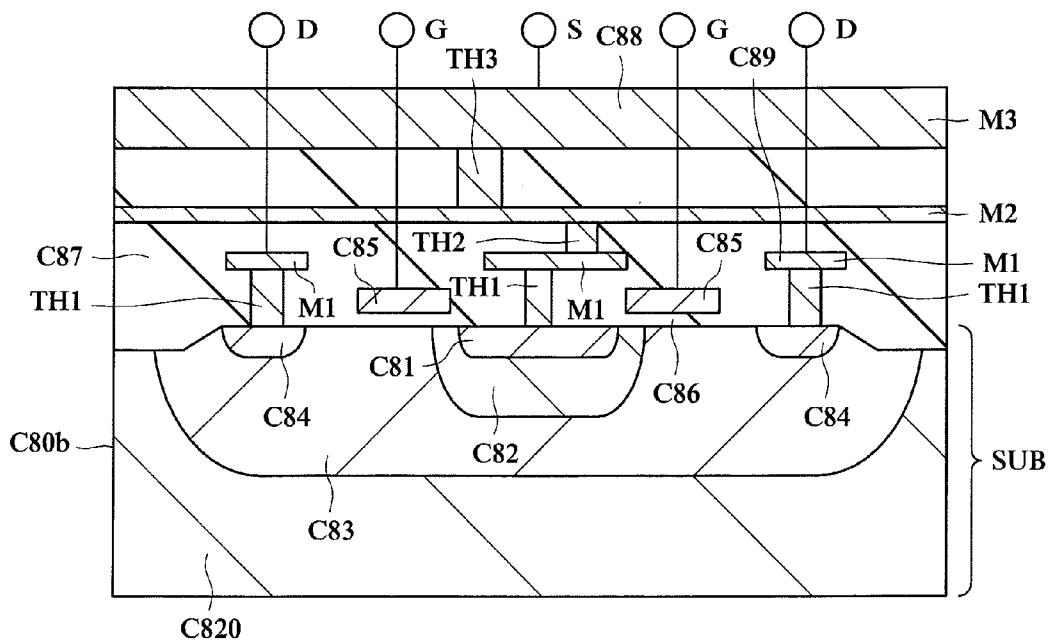 D G S G D
C88
TH3
C89
M3
M2
C87
C85
TH2
C85
M1
TH1
M1
TH1
M1
TH1
C81
C86
C84
C82
C84
C80b
SUB
C83
C820